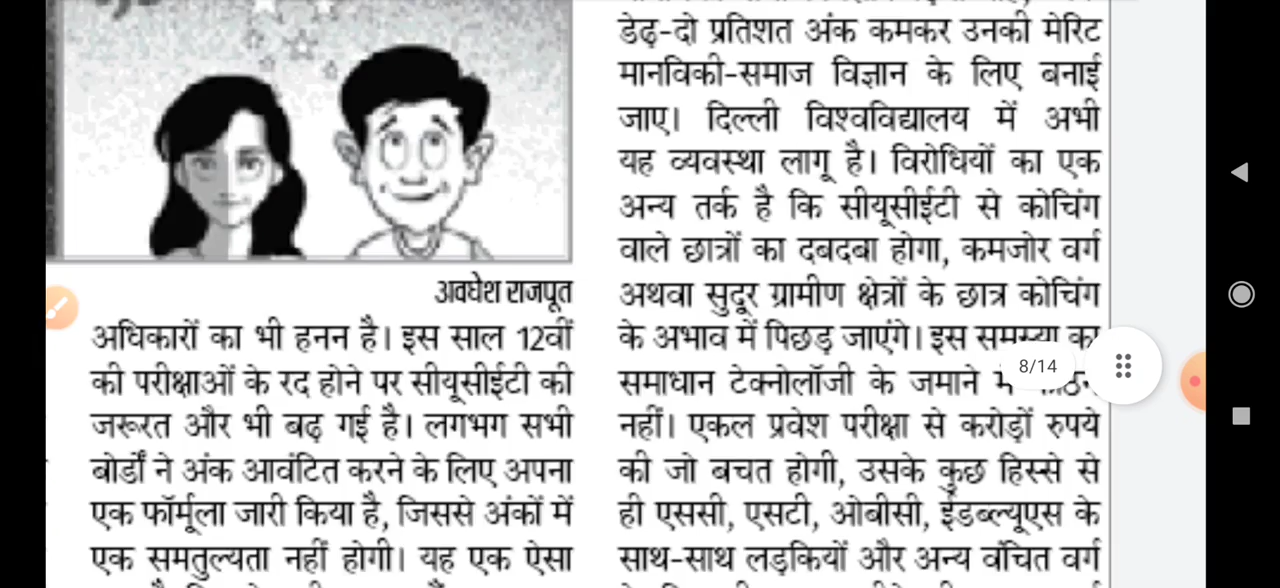 अवधेश राजपूत
अधिकारों का भी हनन है। इस साल 12वीं
की परीक्षाओं के रद होने पर सीयूसीईटी की
जरूरत और भी बढ़ गई है। लगभग सभी
बोर्डों ने अंक आवंटित करने के लिए अपना
एक फॉर्मूला जारी किया है, जिससे अंकों में
एक समतुल्यता नहीं होगी। यह एक ऐसा
डेढ़-दो प्रतिशत अंक कमकर उनकी मेरिट
मानविकी-समाज विज्ञान के लिए बनाई
जाए। दिल्ली विश्वविद्यालय में अभी
यह व्यवस्था लागू है। विरोधियों का एक
अन्य तर्क है कि सीयूसीईटी से कोचिंग
वाले छात्रों का दबदबा होगा, कमजोर वर्ग
अथवा सुदूर ग्रामीण क्षेत्रों के छात्र कोचिंग
के अभाव में पिछड़ जाएंगे। इस समस्या का
समाधान टेक्नोलॉजी के जमाने में
नहीं। एकल प्रवेश परीक्षा से करोड़ों रुपये
की जो बचत होगी, उसके कुछ हिस्से से
ही एससी, एसटी, ओबीसी, ईडब्ल्यूएस के
साथ-साथ लड़कियों और अन्य वंचित वर्ग
8/14